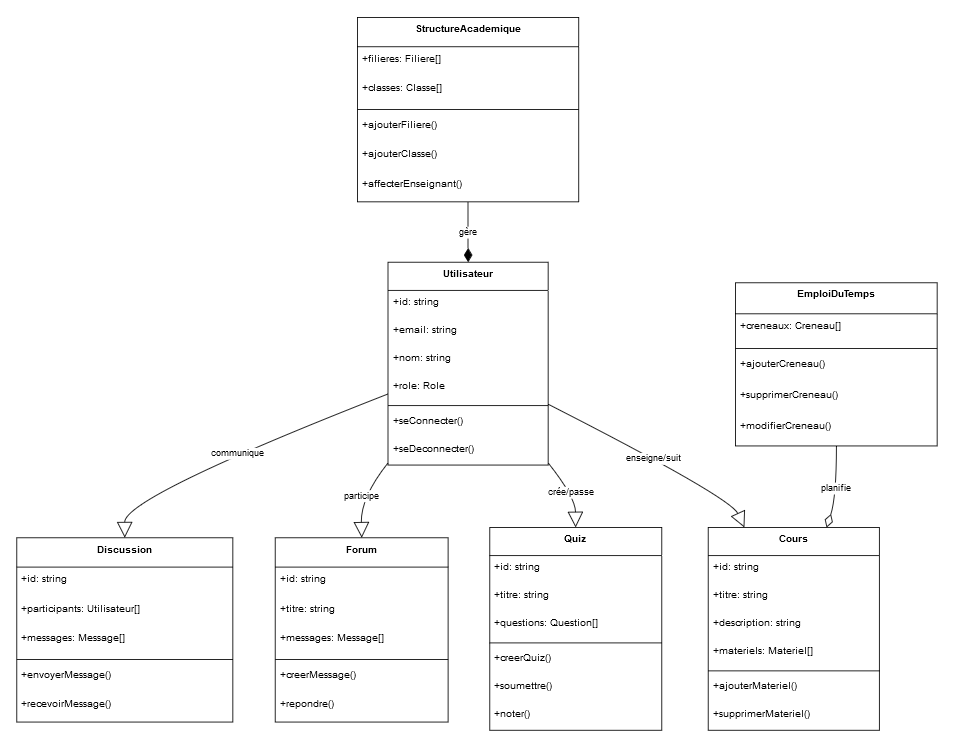 StructureAcademique
+filieres: Filiere[]
+classes: Classe[]
+ajouterFiliere()
+ajouterClasse()
+affecterEnseignant()
gère
Utilisateur
+id: string
+email: string
+nom: string
+role: Role
+seConnecter()
+seDeconnecter()
EmploiDuTemps
+creneaux: Creneau[]
+ajouterCreneau()
+supprimerCreneau()
+modifierCreneau()
communique
participe
crée/passe
enseigne/suit
planifie
Discussion
+id: string
+participants: Utilisateur[]
+messages: Message[]
+envoyerMessage()
+recevoirMessage()
Forum
+id: string
+titre: string
+messages: Message[]
+creerMessage()
+repondre()
Quiz
+id: string
+titre: string
+questions: Question[]
+creerQuiz()
+soumettre()
+noter()
Cours
+id: string
+titre: string
+description: string
+materiels: Materiel[]
+ajouterMateriel()
+supprimerMateriel()